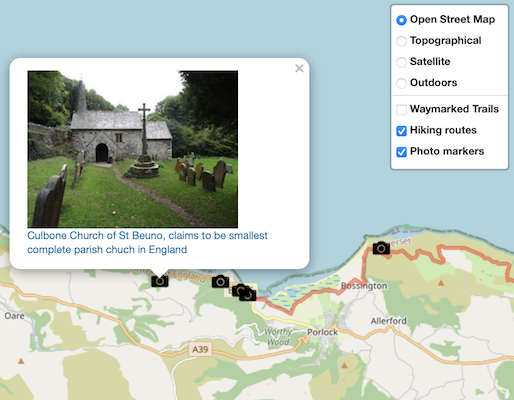 Open Street Map
Topographical
Satellite
Outdoors
Waymarked Trails
Hiking routes
Photo markers
×
Culbone Church of St Beuno, claims to be smallest
complete parish chuch in England
Oare
A39
Worthy
Wood
Porlock
Bossington
Allerford